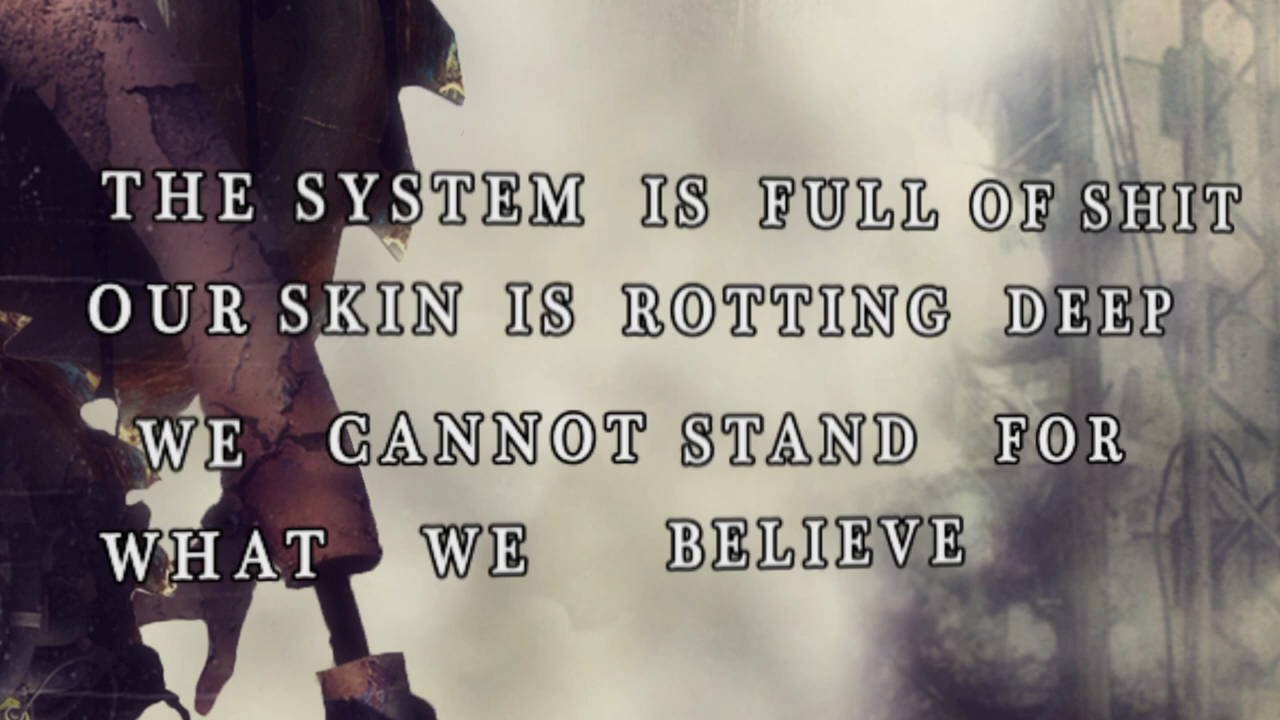 THE SYSTEM IS FULL OF SHIT
OUR SKIN IS ROTTING DEEP
WE CANNOT STAND FOR
WHAT WE BELIEVE